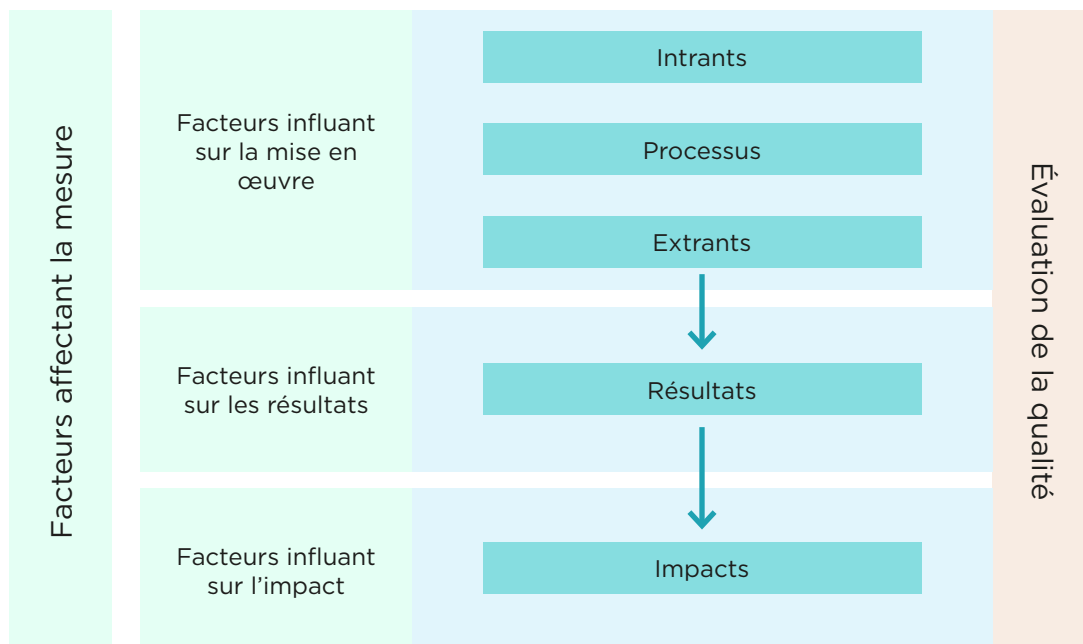 Facteurs affectant la mesure
Facteurs influant
sur la mise en
œuvre
Intrants
Processus
Extrants
Facteurs influant
sur les résultats
Résultats
Facteurs influant
sur l’impact
Impacts
Évaluation de la qualité